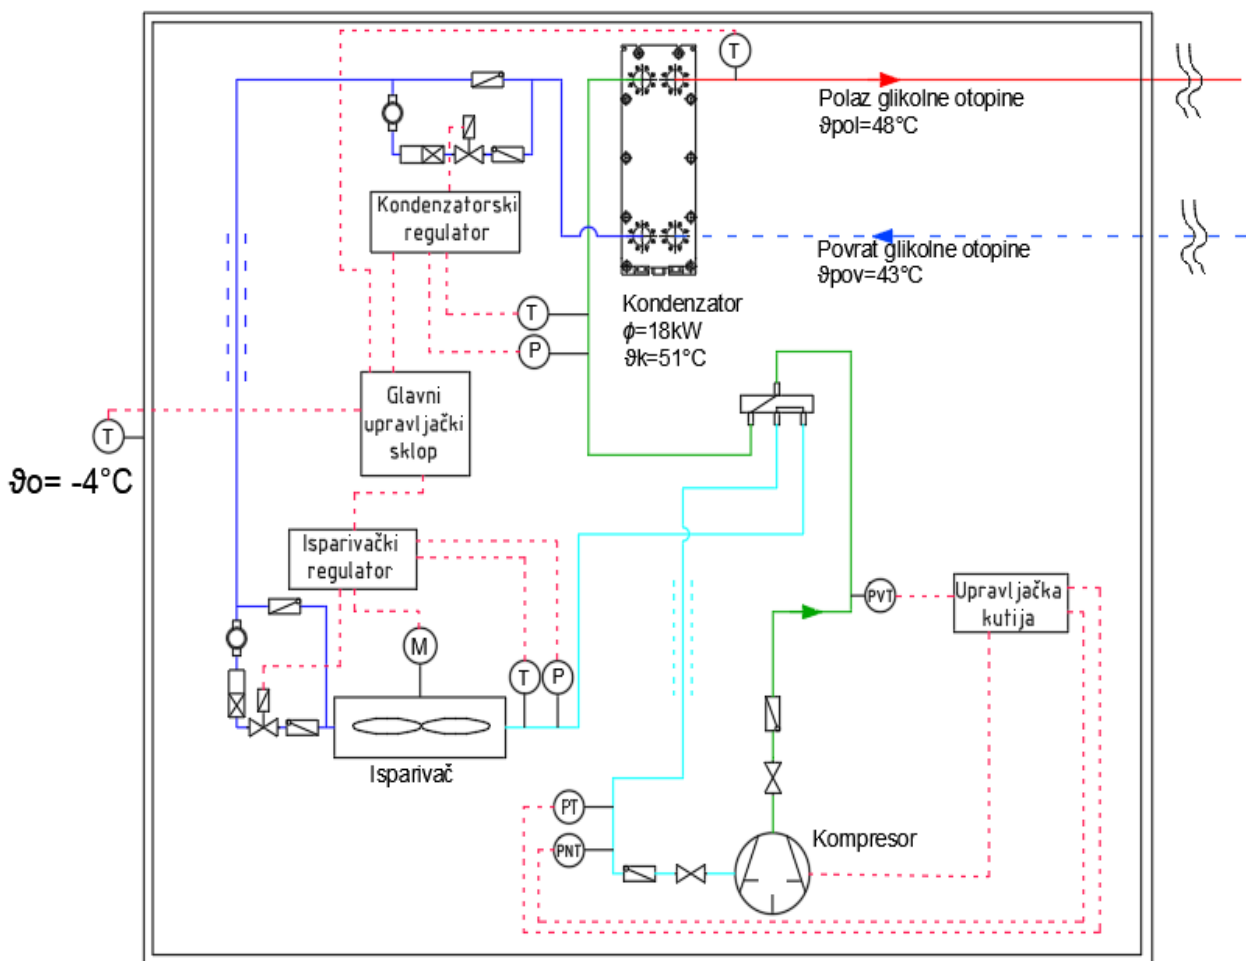 T
Polaz glikolne otopine
ϑpol=48°C
Kondenzatorski
regulator
Povrat glikolne otopine
ϑpov=43°C
Kondenzator
ϕ=18kW
ϑk=51°C
T
P
Glavni
upravljački
sklop
T
ϑo= -4°C
Isparivački
regulator
PVT
Upravljačka
kutija
M
T
P
Isparivač
PT
PNT
Kompresor